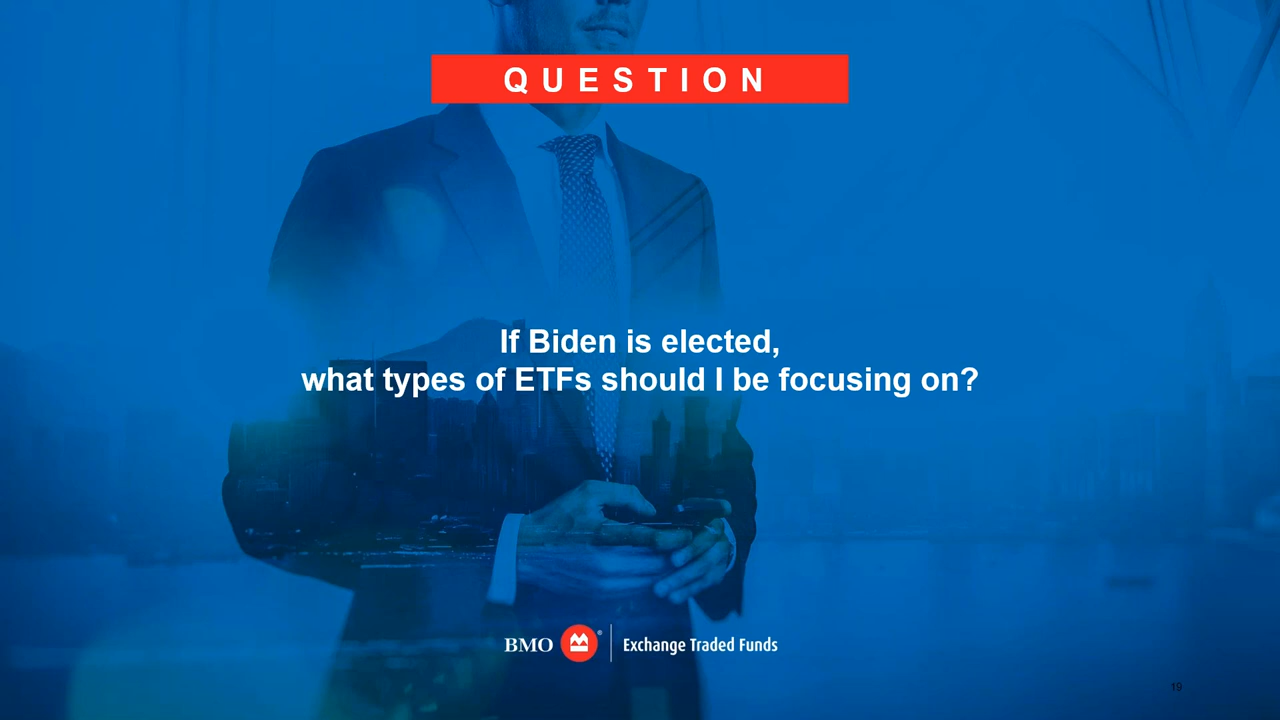 QUESTION
If Biden is elected,
what types of ETFs should I be focusing on?
BMO ® Exchange Traded Funds
19